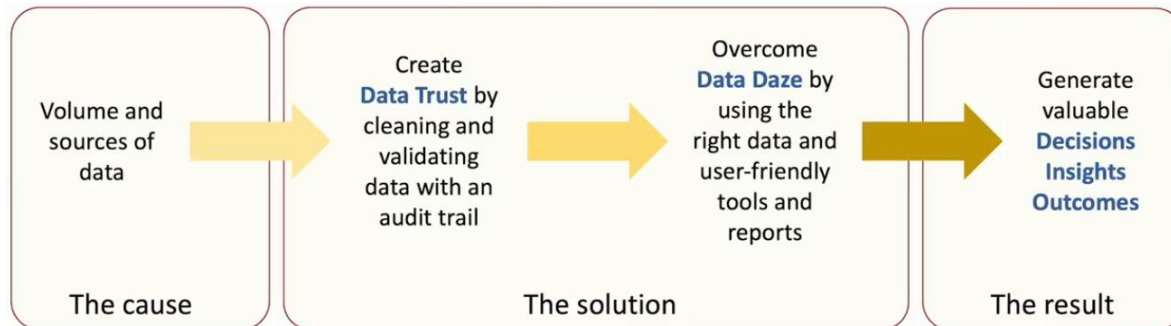 Volume and
sources of
data
The cause
Create
Data Trust by
cleaning and
validating
data with an
audit trail
Overcome
Data Daze by
using the
right data and
user-friendly
tools and
reports
The solution
Generate
valuable
Decisions
Insights
Outcomes
The result